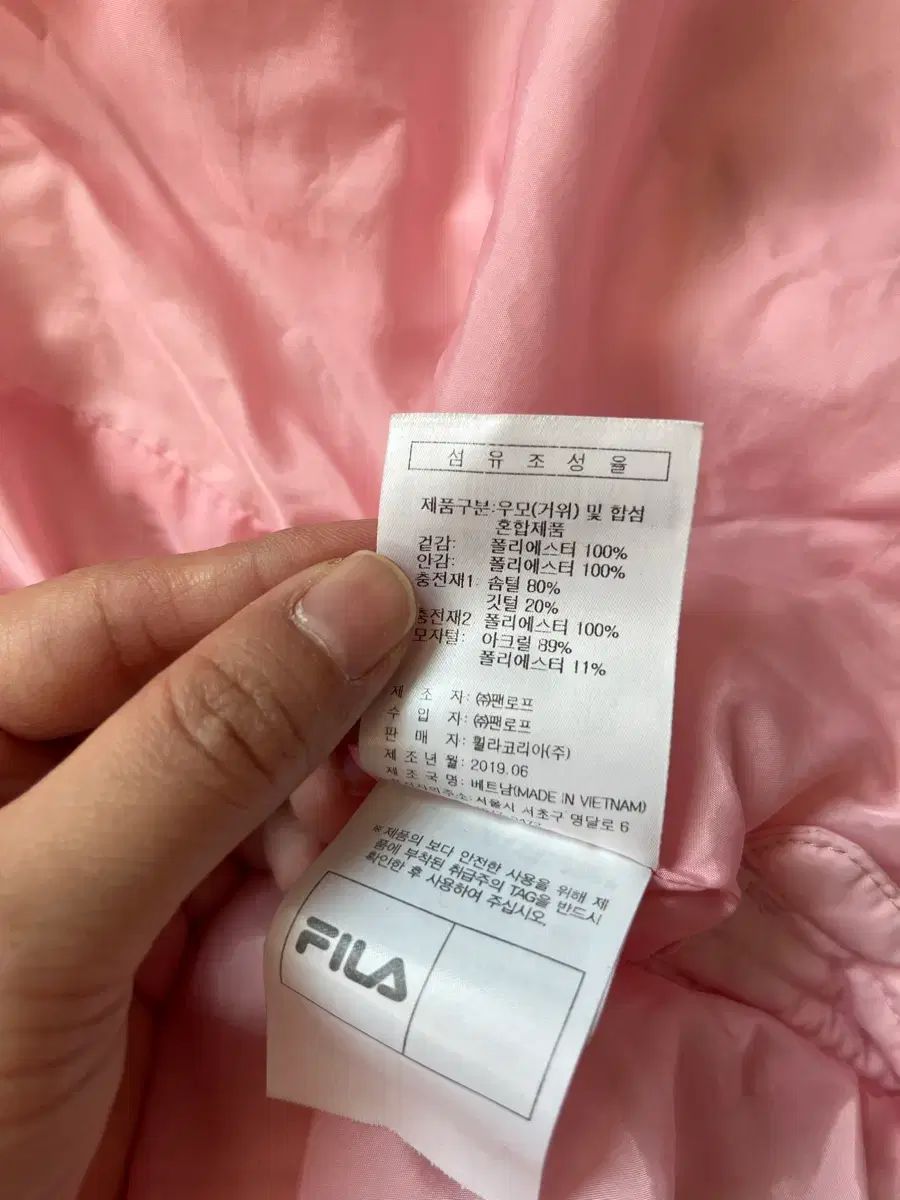 섬 유 조 성 율
제품구분:우모(거위) 및 합섬
혼합제품
겉감: 폴리에스터 100%
안감: 폴리에스터 100%
충전재1: 솜털 80%
깃털 20%
충전재2 폴리에스터 100%
모자털: 아크릴 89%
폴리에스터 11%
제 조 자: ㈜팬로프
수 입 자: ㈜팬로프
판 매 자: 휠라코리아(주)
제 조 년 월: 2019.06
제 조 국 명: 베트남(MADE IN VIETNAM)
서울시 서초구 명달로 6
※제품의 보다 안전한 사용을 위해 제
품에 부착된 취급주의 TAG을 반드시
확인한 후 사용하여 주십시오.
FILA